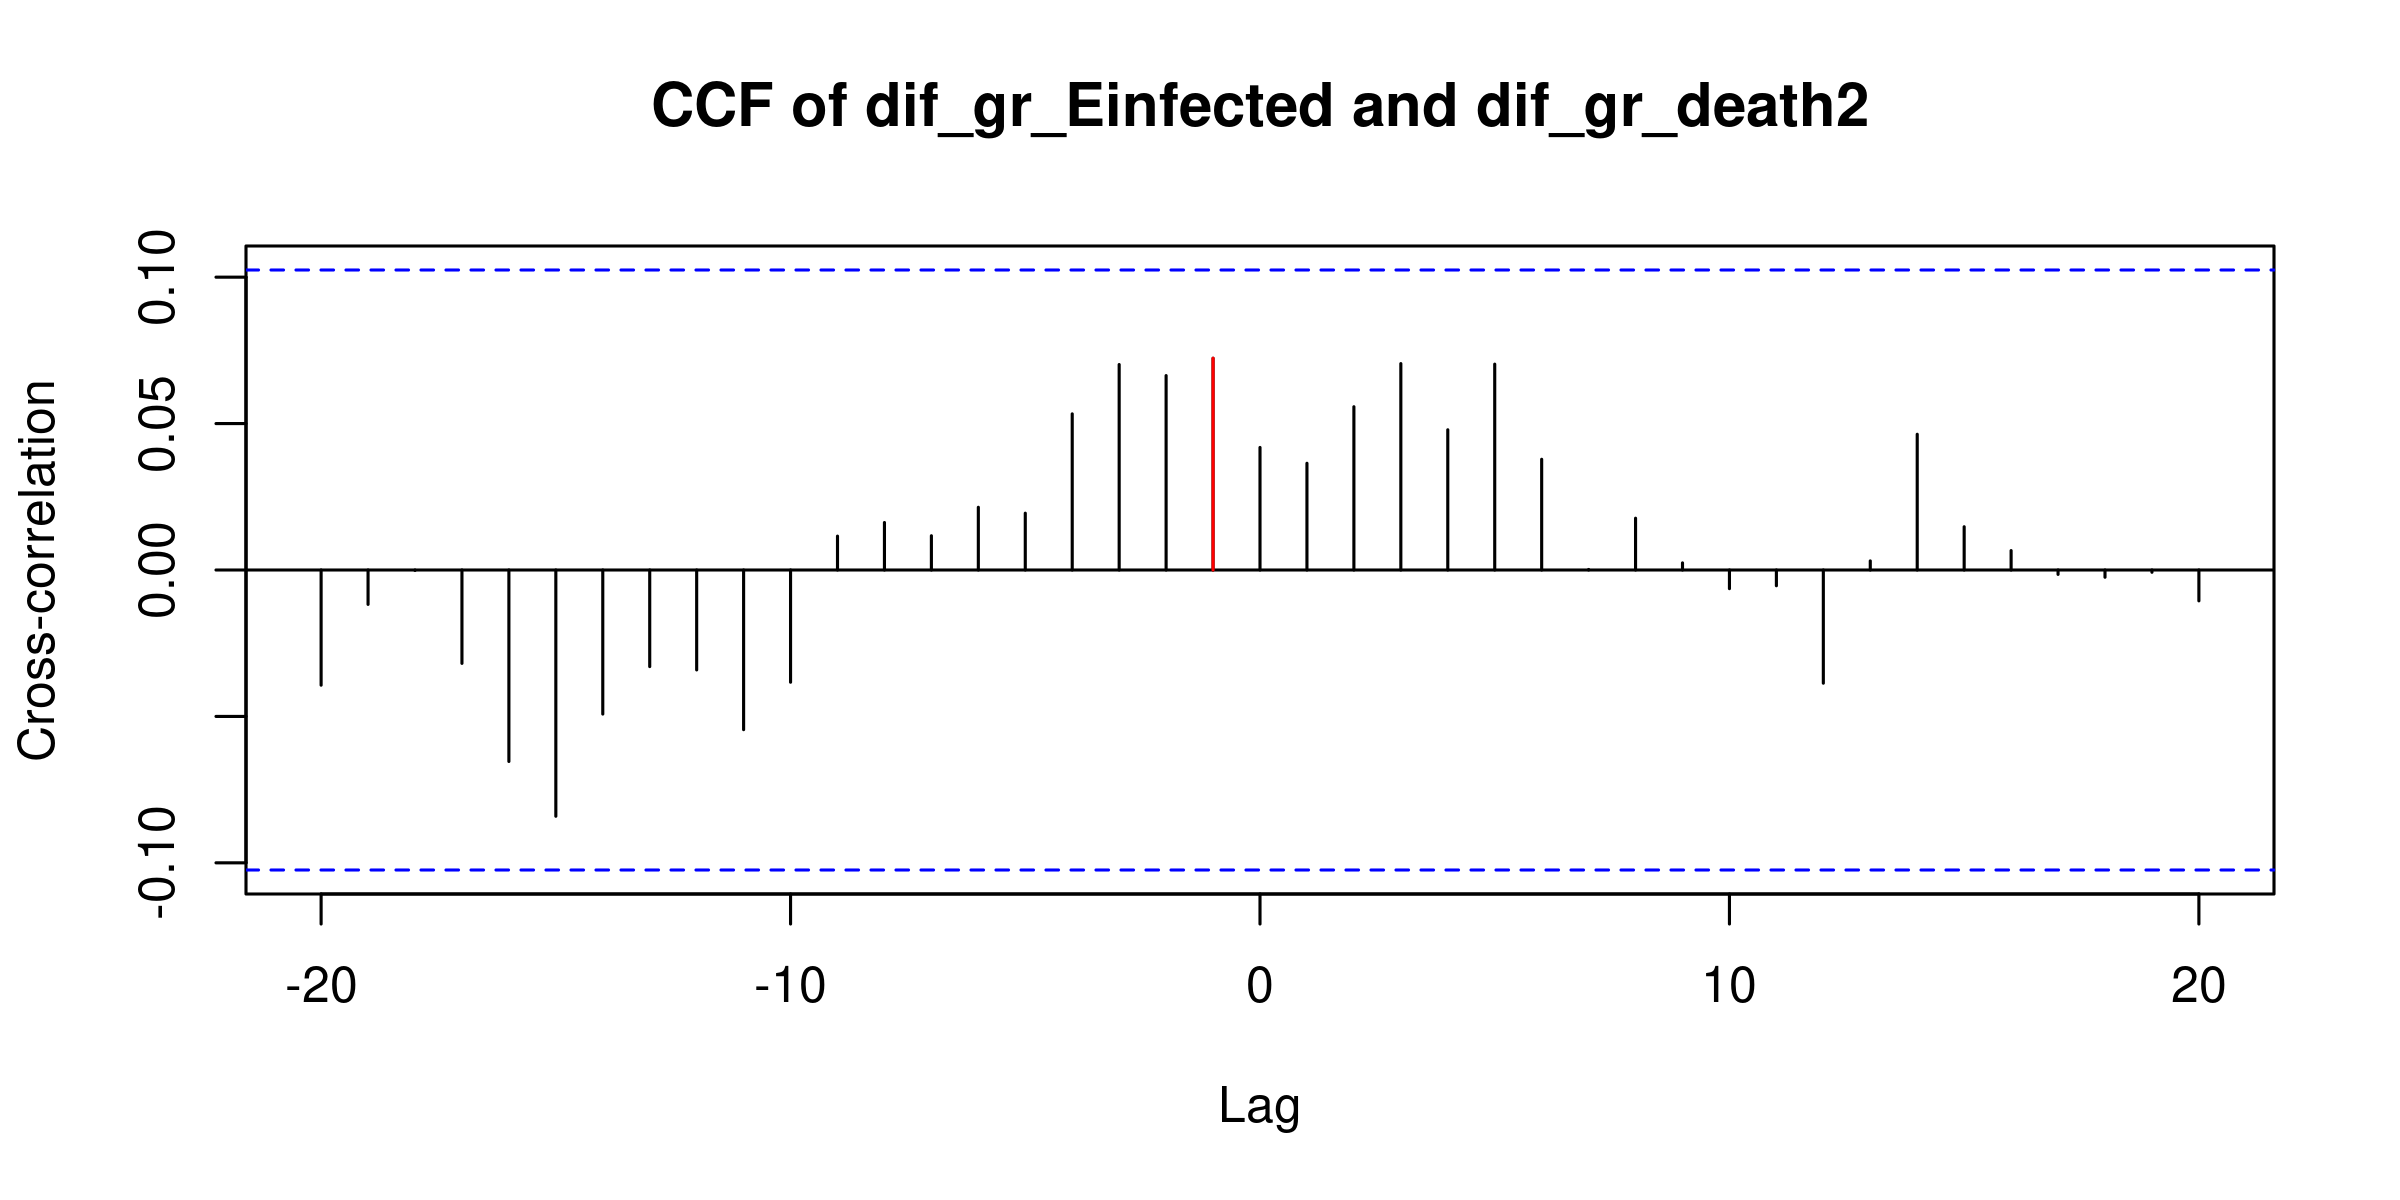 CCF of dif_gr_Einfected and dif_gr_death2
Cross-correlation
0.10
0.05
0.00
-0.10
-20 -10 0 10 20
Lag